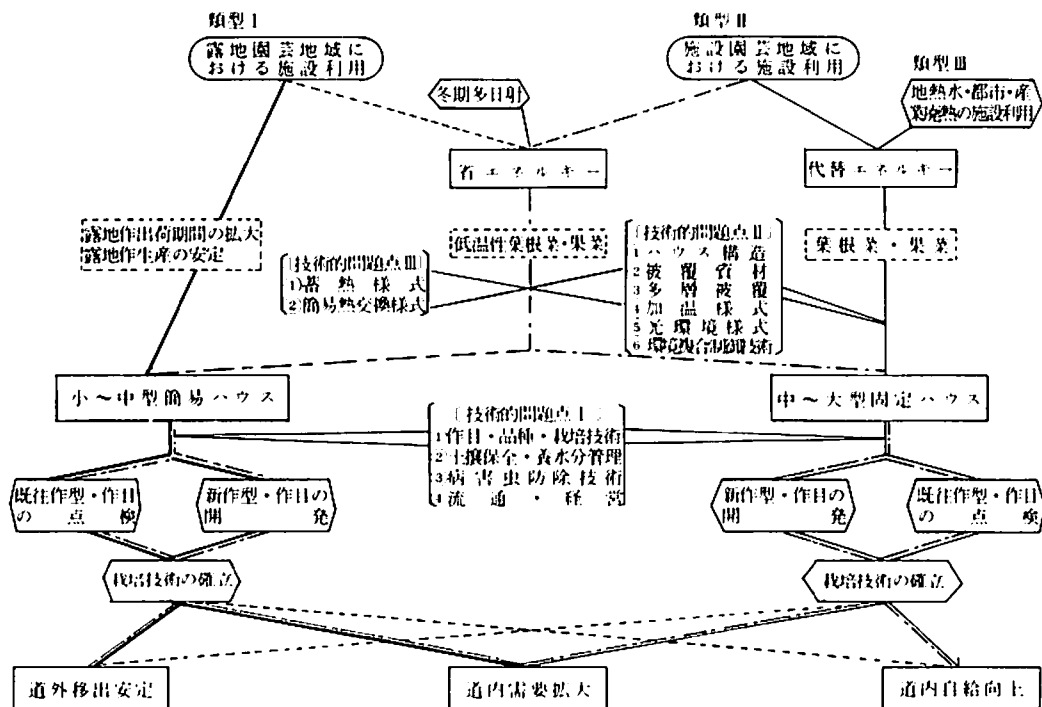 類型Ⅰ
露地園芸地域に
おける施設利用
類型Ⅱ
施設園芸地域に
おける施設利用
類型Ⅲ
地熱水・都市・産
業廃熱の施設利用
冬期多日射
省エネルギー
代替エネルギー
露地作出荷期間の拡大
露地作生産の安定
低温性葉根菜・果菜
葉根菜・果菜
〔技術的問題点Ⅲ〕
1)蓄熱様式
2)簡易熱交換様式
〔技術的問題点Ⅱ〕
1 ハウス構造
2 被覆資材
3 多層被覆
4 加温様式
5 光環境様式
6 環境複合制御技術
小～中型簡易ハウス
中～大型固定ハウス
〔技術的問題点Ⅰ〕
1 作目・品種・栽培技術
2 土壌保全・養水分管理
3 病害虫防除技術
4 流通・経営
既往作型・作目
の点検
新作型・作目の
開発
新作型・作目の
開発
既往作型・作目
の点検
栽培技術の確立
栽培技術の確立
道外移出安定
道内需要拡大
道内自給向上